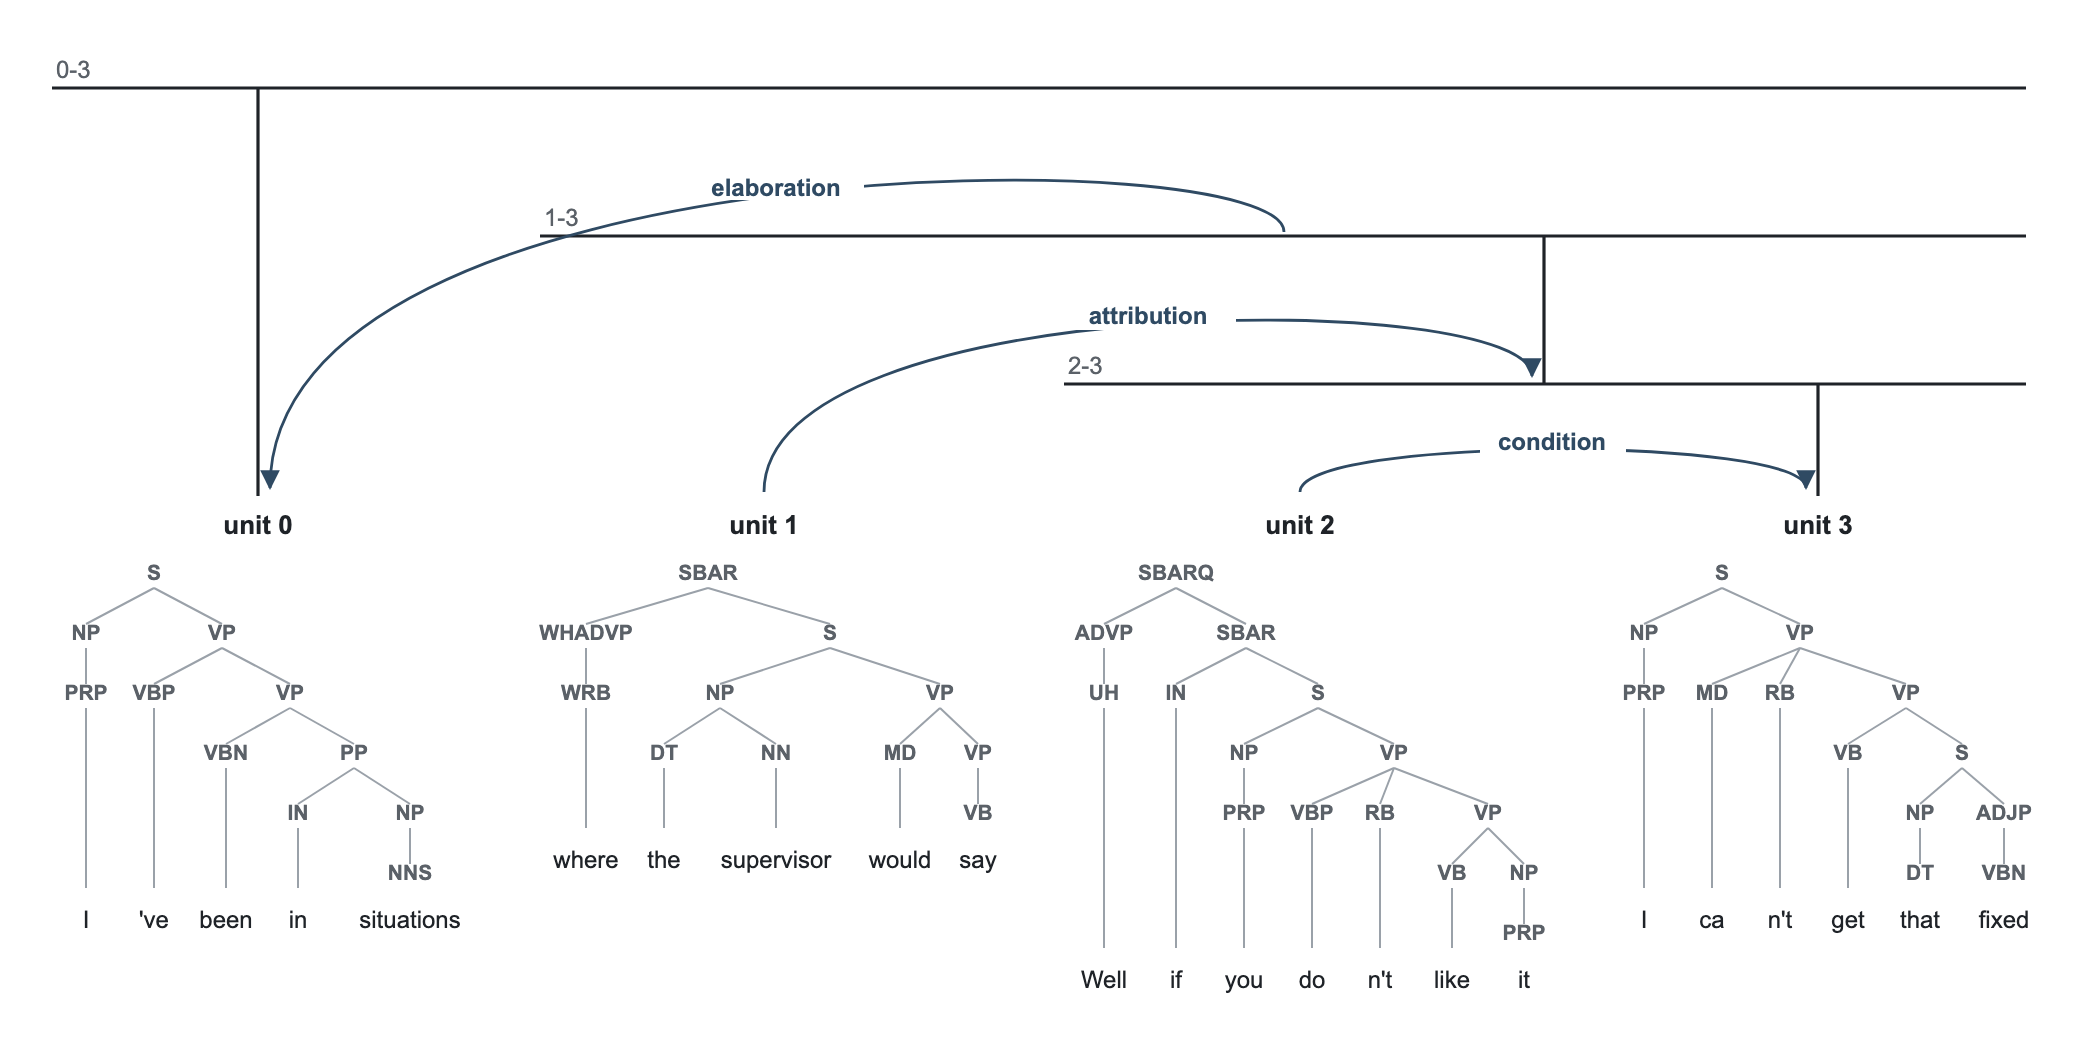 0-3
elaboration
1-3
attribution
2-3
condition
unit 0 unit 1 unit 2 unit 3
S SBAR SBARQ S
NP VP WHADVP S ADVP SBAR NP VP
PRP VBP VP WRB NP VP UH IN S PRP MD RB VP
VBN PP DT NN MD VP NP VP VB S
IN NP VB PRP VBP RB VP NP ADJP
where the supervisor would say
NNS VB NP DT VBN
I 've been in situations I ca n't get that fixed
PRP
Well if you do n't like it